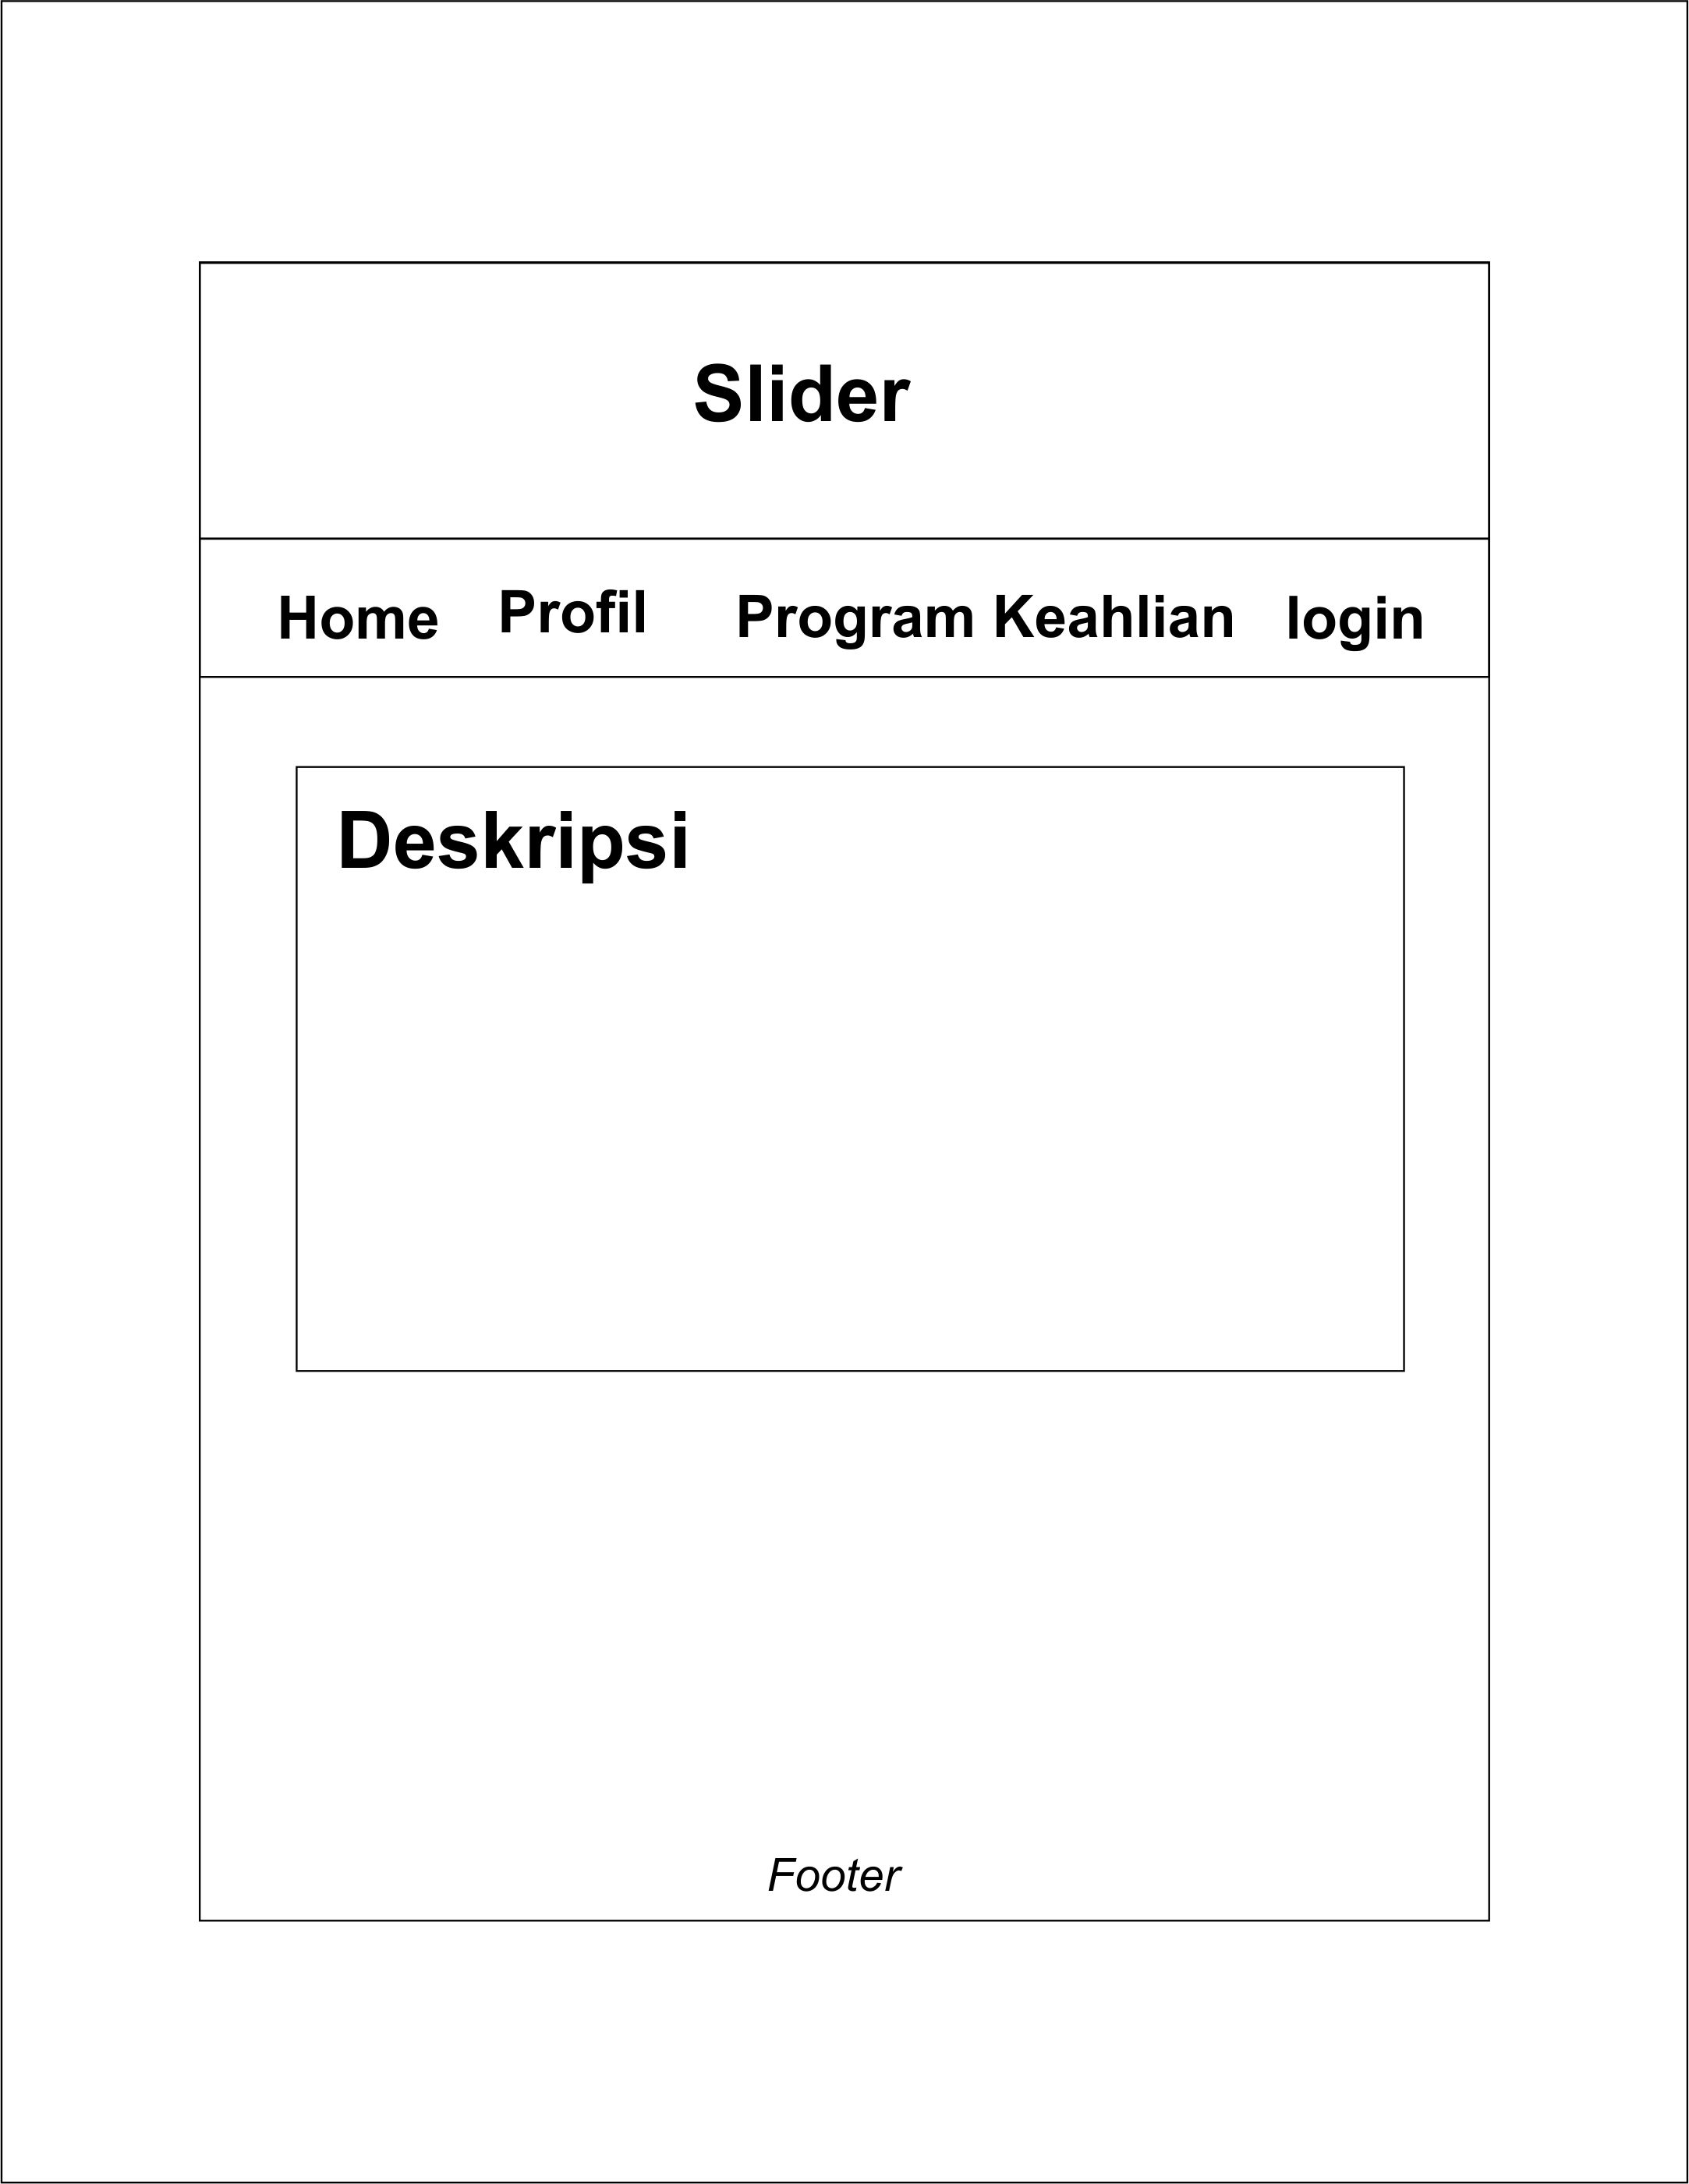 Slider
Home Profil Program Keahlian login
Deskripsi
Footer